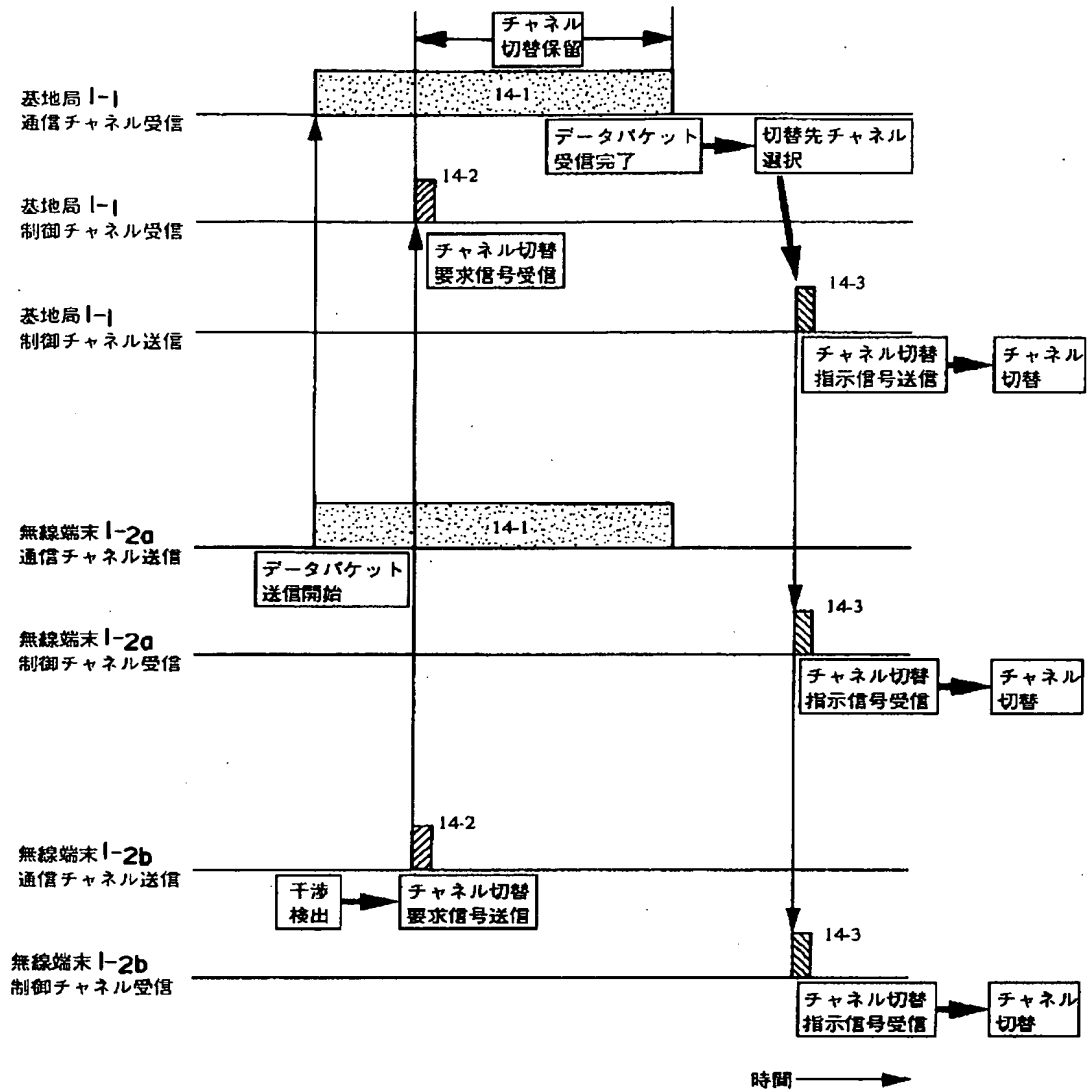 チャネル
切替保留
基地局1-1
通信チャネル受信
14-1
データパケット
受信完了
切替先チャネル
選択
基地局1-1
制御チャネル受信
14-2
チャネル切替
要求信号受信
基地局1-1
制御チャネル送信
14-3
チャネル切替
指示信号送信
チャネル
切替
無線端末1-2a
通信チャネル送信
14-1
データパケット
送信開始
無線端末1-2a
制御チャネル受信
14-3
チャネル切替
指示信号受信
チャネル
切替
無線端末1-2b
通信チャネル送信
14-2
干渉
検出
チャネル切替
要求信号送信
無線端末1-2b
制御チャネル受信
14-3
チャネル切替
指示信号受信
チャネル
切替
時間